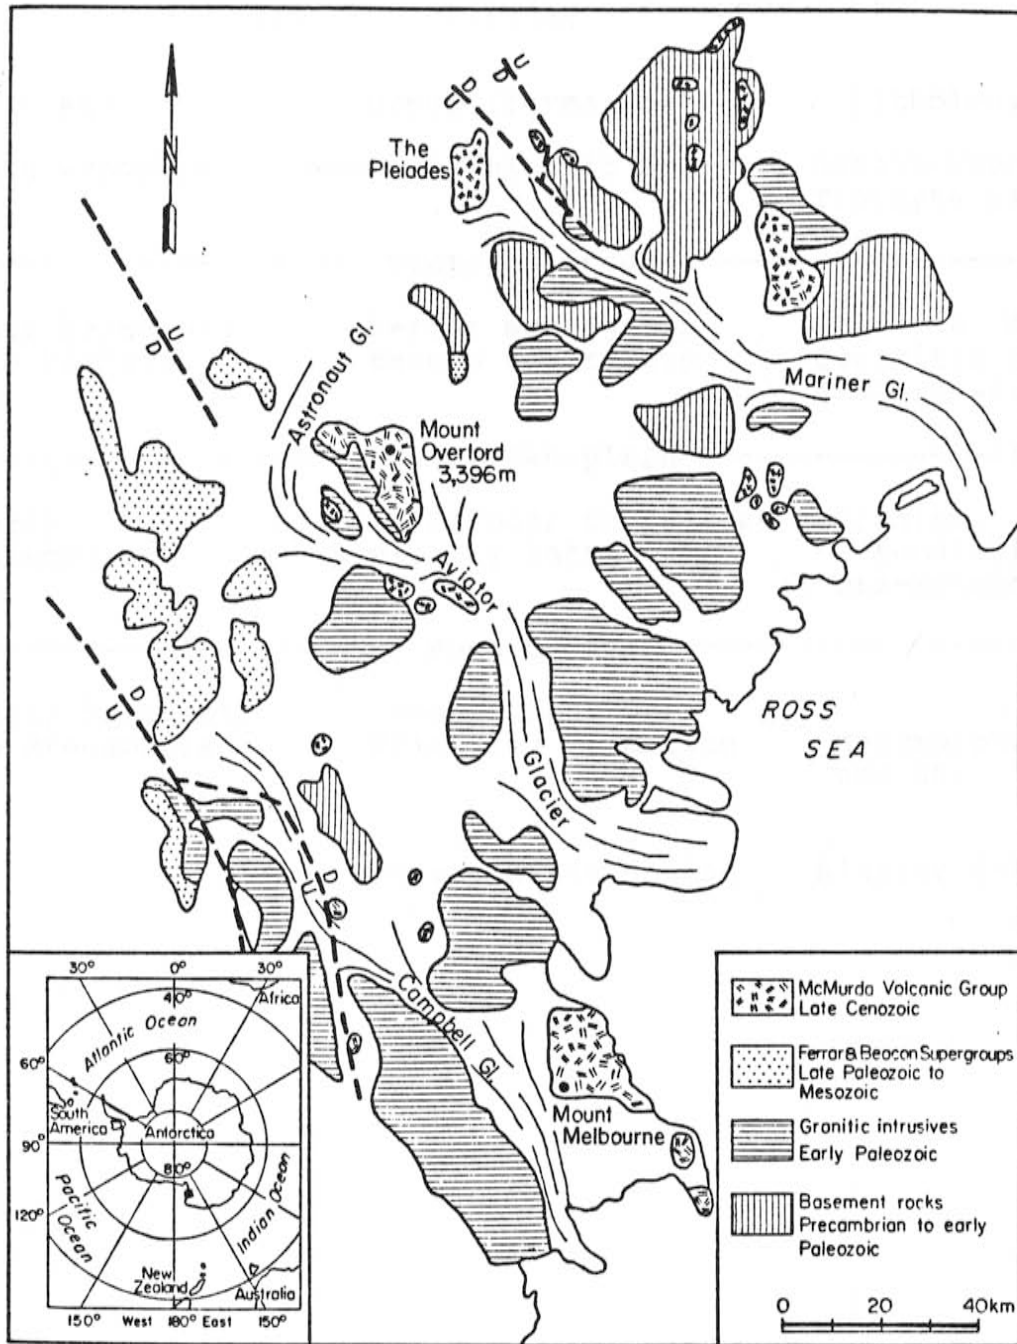 N
U
D
D
U
The
Pleiades
U
D
Astronaut Gl.
Mount
Overlord
3,396m
Mariner Gl.
Aviator
Glacier
ROSS
SEA
D
U
D
U
Campbell Gl.
Mount
Melbourne
30°
0°
30°
40°
Africa
Atlantic Ocean
60°
60°
South
America
Antarctica
90°
90°
80°
Pacific
Ocean
Indian Ocean
120°
New
Zealand
Australia
150°
West
180°
East
150°
McMurda Volcanic Group
Late Cenozoic
Ferrar & Beacon Supergroups
Late Paleozoic to
Mesozoic
Granitic intrusives
Early Paleozoic
Basement rocks
Precambrian to early
Paleozoic
0
20
40km